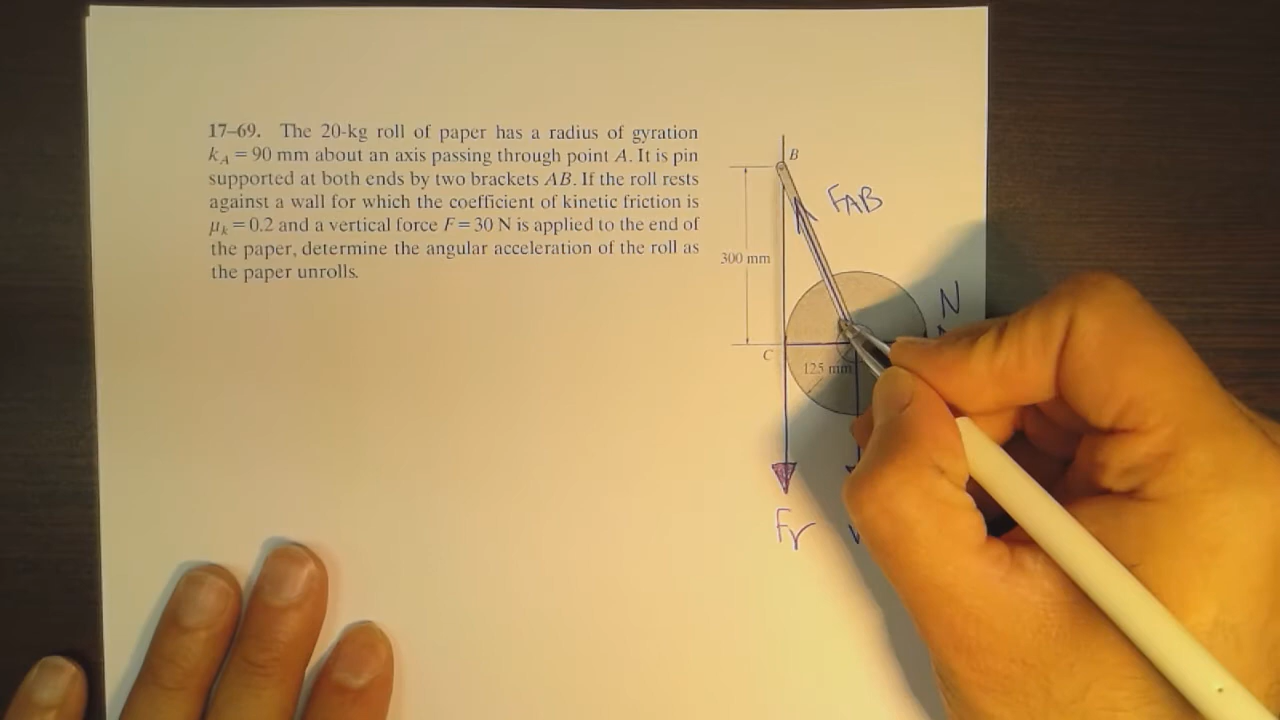 17–69. The 20-kg roll of paper has a radius of gyration
kA = 90 mm about an axis passing through point A. It is pin
supported at both ends by two brackets AB. If the roll rests
against a wall for which the coefficient of kinetic friction is
μk = 0.2 and a vertical force F = 30 N is applied to the end of
the paper, determine the angular acceleration of the roll as
the paper unrolls.
B
FAB
300 mm
N
C
125 mm
Fr